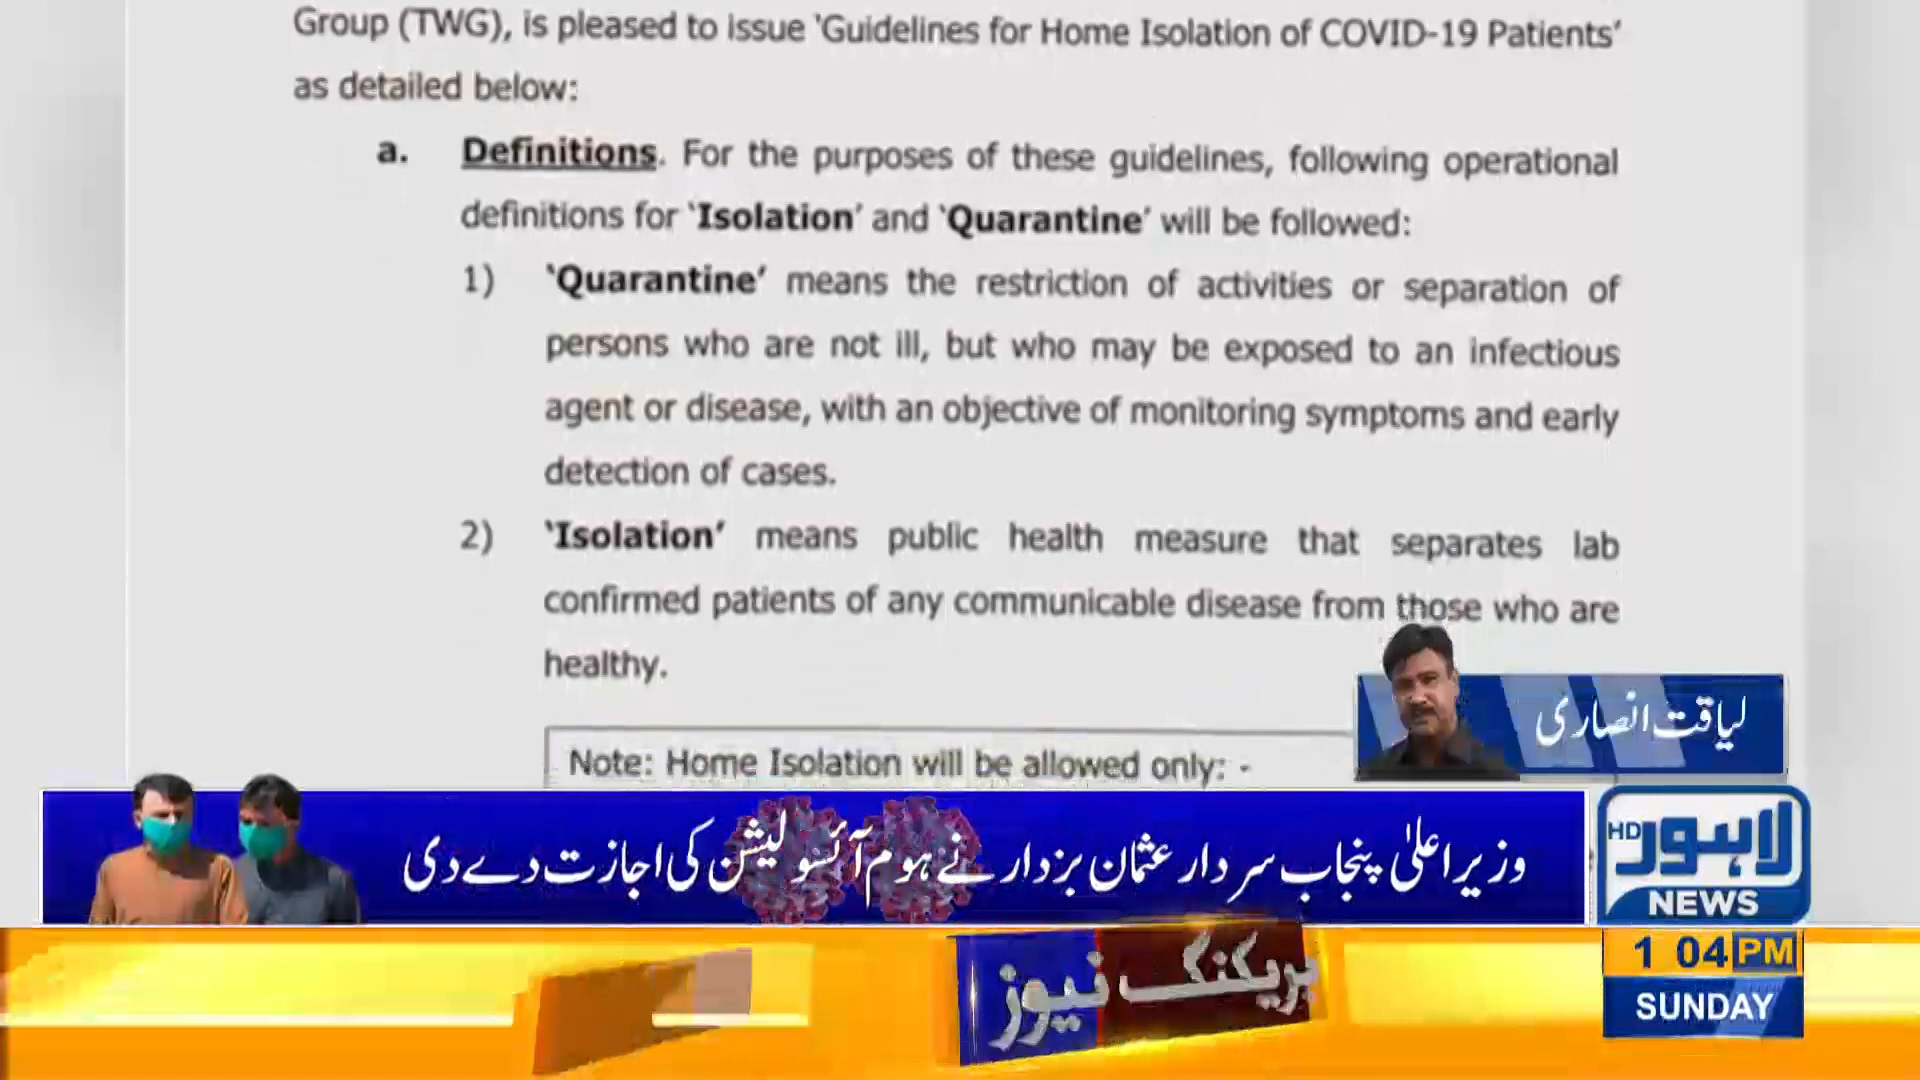 Group (TWG), is pleased to issue ‘Guidelines for Home Isolation of COVID-19 Patients’
as detailed below:
a. Definitions. For the purposes of these guidelines, following operational
definitions for ‘Isolation’ and ‘Quarantine’ will be followed:
1) ‘Quarantine’ means the restriction of activities or separation of
persons who are not ill, but who may be exposed to an infectious
agent or disease, with an objective of monitoring symptoms and early
detection of cases.
2) ‘Isolation’ means public health measure that separates lab
confirmed patients of any communicable disease from those who are
healthy.
Note: Home Isolation will be allowed only: -
لیاقت انصاری
وزیراعلیٰ پنجاب سردار عثمان بزدار نے ہوم آئسولیشن کی اجازت دے دی
لاہور HD
NEWS
بریکنگ نیوز
1 04 PM
SUNDAY